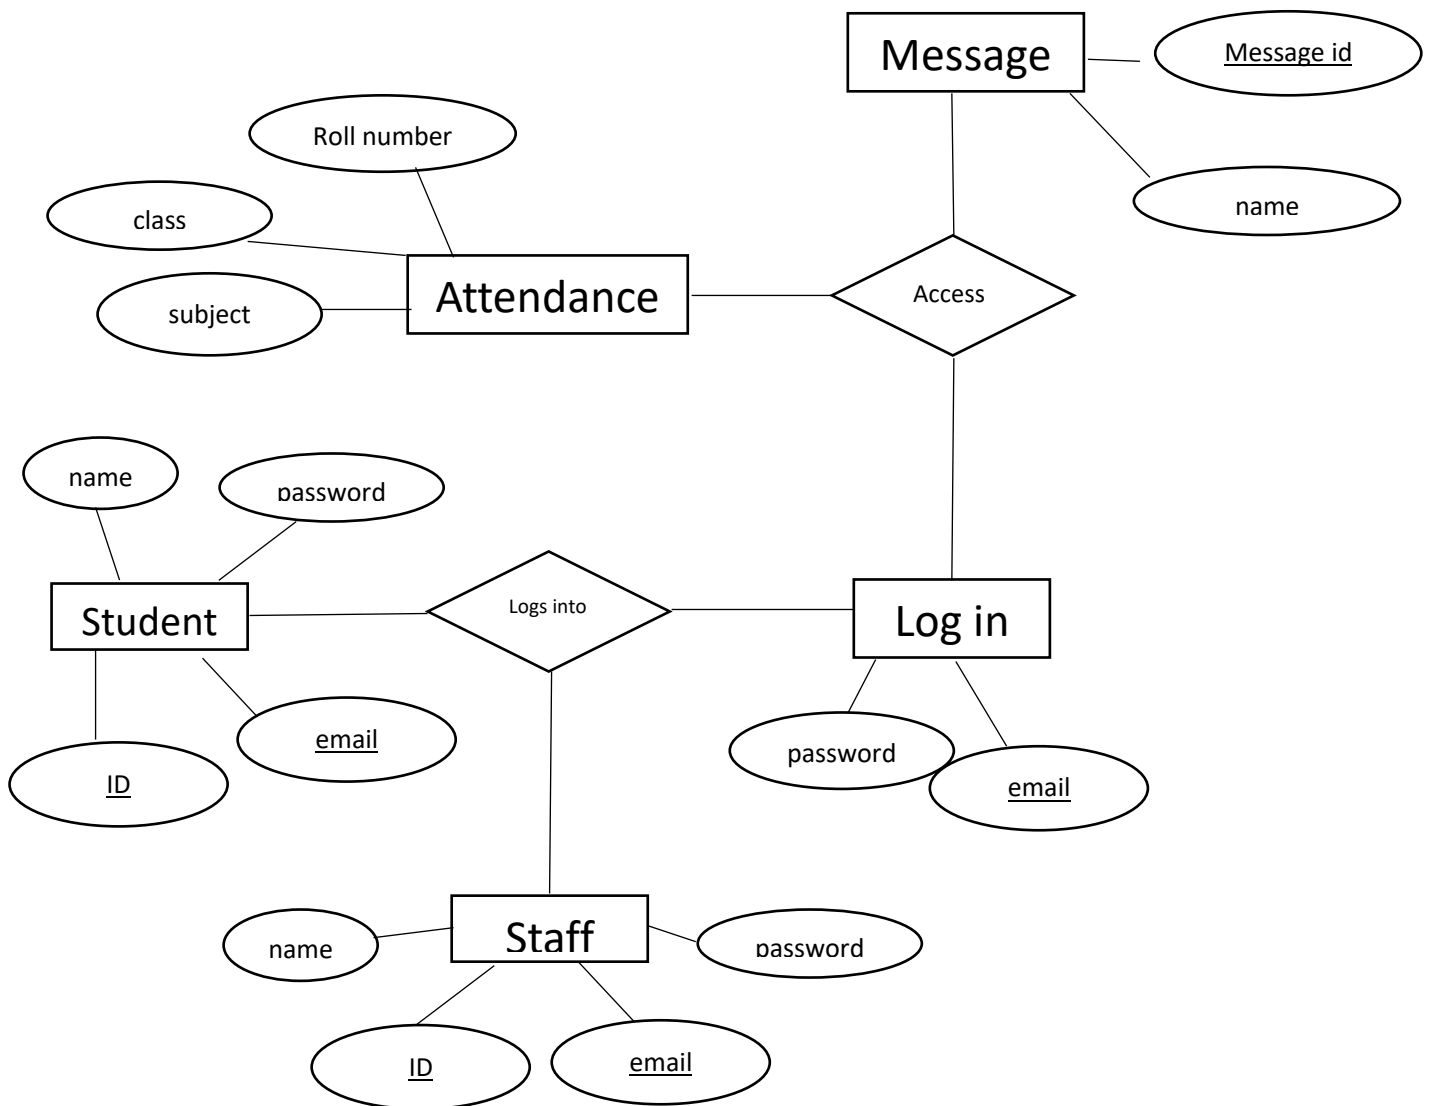 Message
Message id
Roll number
name
class
Attendance
Access
subject
name
password
Student
Logs into
Log in
email
password
ID
email
name
Staff
password
ID
email